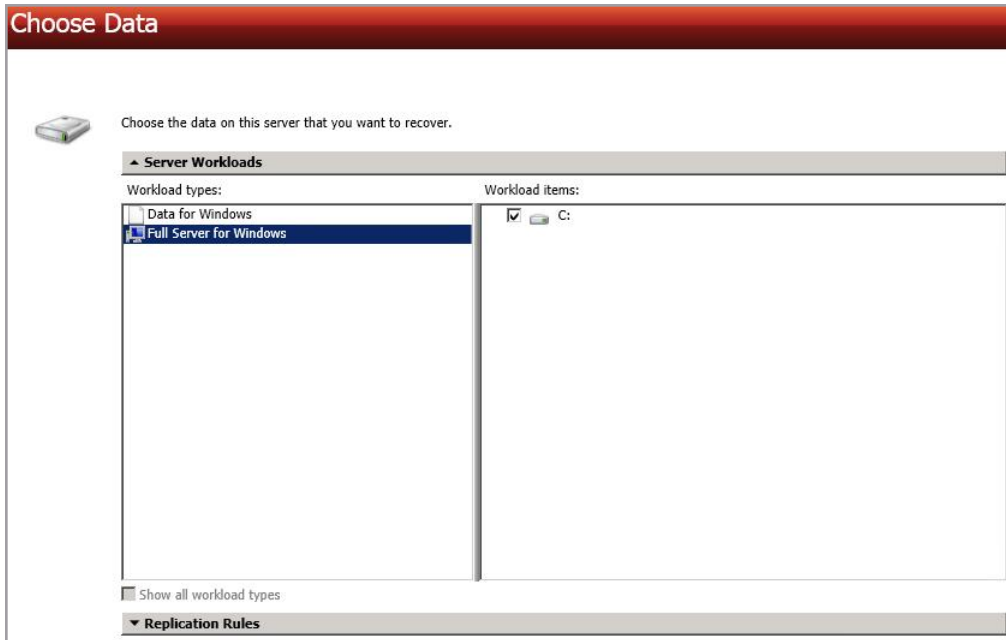 Choose Data
Choose the data on this server that you want to recover.
Server Workloads
Workload types:
Workload items:
Data for Windows
Full Server for Windows
C:
Show all workload types
Replication Rules